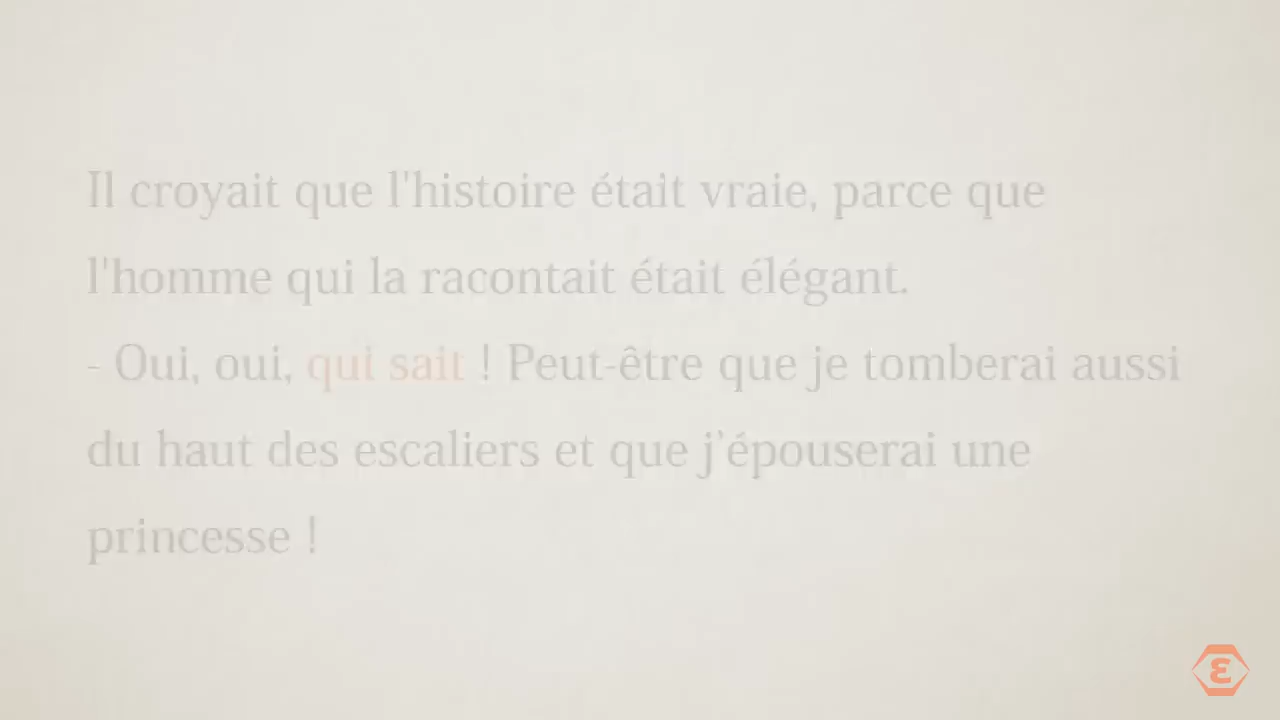 Il croyait que l'histoire était vraie, parce que
l'homme qui la racontait était élégant.
- Oui, oui, qui sait ! Peut-être que je tomberai aussi
du haut des escaliers et que j'épouserai une
princesse !
ε